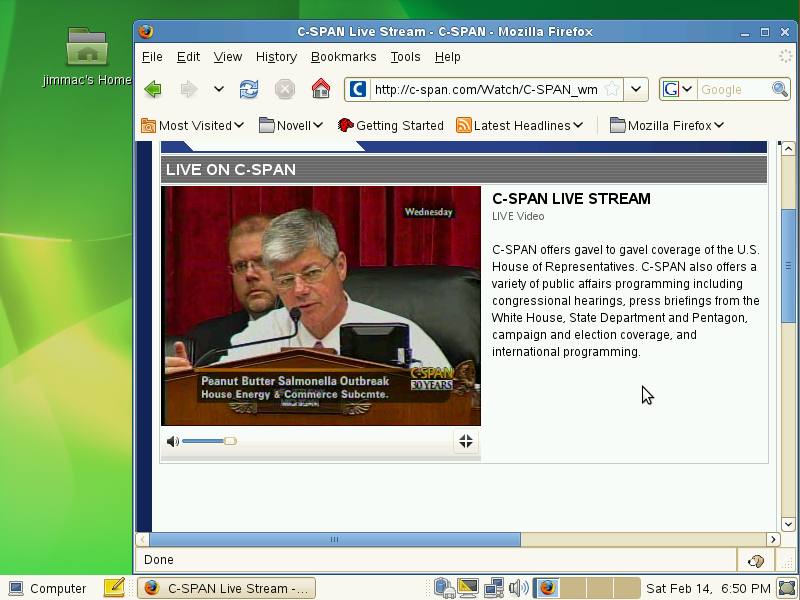 jimmac's Home
C-SPAN Live Stream - C-SPAN - Mozilla Firefox
File Edit View History Bookmarks Tools Help
http://c-span.com/Watch/C-SPAN_wm
G Google
Most Visited Novell Getting Started Latest Headlines Mozilla Firefox
LIVE ON C-SPAN
Wednesday
Peanut Butter Salmonella Outbreak
House Energy & Commerce Subcmte.
C-SPAN
30 YEARS
C-SPAN LIVE STREAM
LIVE Video
C-SPAN offers gavel to gavel coverage of the U.S.
House of Representatives. C-SPAN also offers a
variety of public affairs programming including
congressional hearings, press briefings from the
White House, State Department and Pentagon,
campaign and election coverage, and
international programming.
Done
Computer
C-SPAN Live Stream -...
Sat Feb 14, 6:50 PM